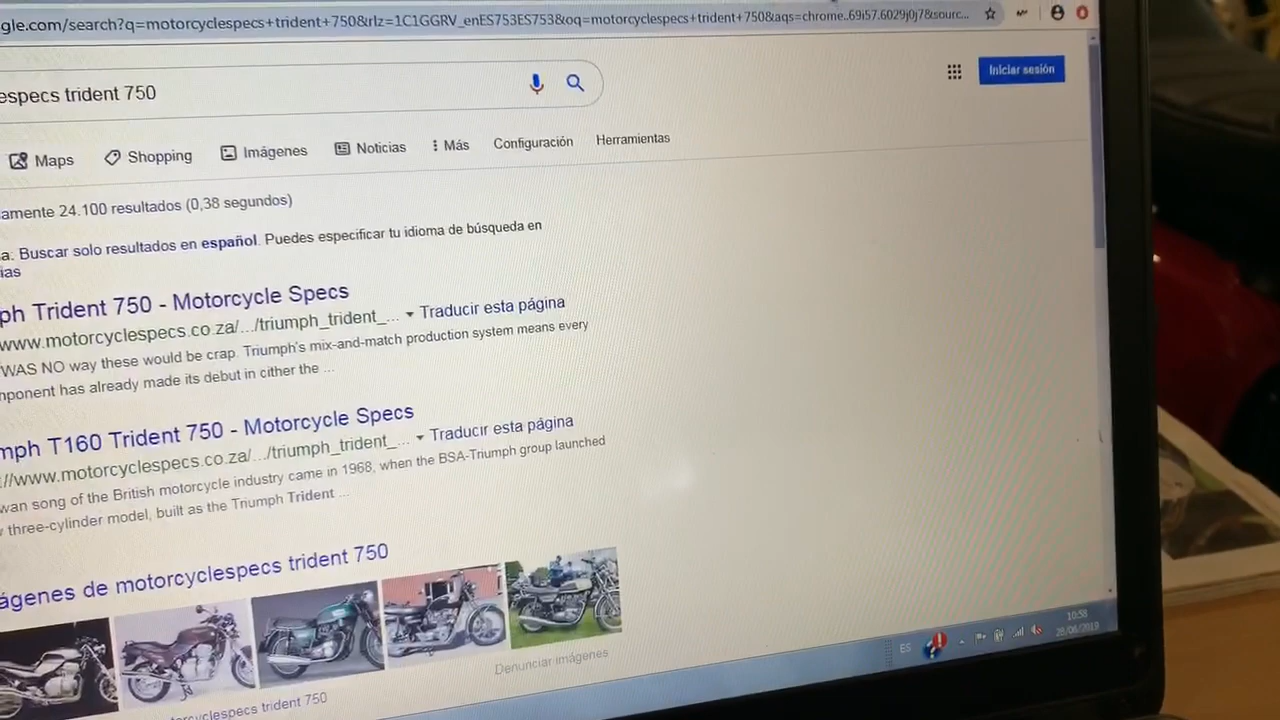 gle.com/search?q=motorcyclespecs+trident+750&rlz=1C1GGRV_enES753ES753&oq=motorcyclespecs+trident+750&aqs=chrome..69i57.6029j0j7&sourc...
especs trident 750
Iniciar sesión
Maps Shopping Imágenes Noticias Más Configuración Herramientas
amente 24.100 resultados (0,38 segundos)
a: Buscar solo resultados en español. Puedes especificar tu idioma de búsqueda en
ias
ph Trident 750 - Motorcycle Specs
www.motorcyclespecs.co.za/.../triumph_trident_... Traducir esta página
WAS NO way these would be crap. Triumph's mix-and-match production system means every
mponent has already made its debut in cither the ...
mph T160 Trident 750 - Motorcycle Specs
://www.motorcyclespecs.co.za/.../triumph_trident_... Traducir esta página
wan song of the British motorcycle industry came in 1968, when the BSA-Triumph group launched
three-cylinder model, built as the Triumph Trident ...
ágenes de motorcyclespecs trident 750
Denunciar imágenes
orcyclespecs trident 750
ES
10:58
28/06/2019